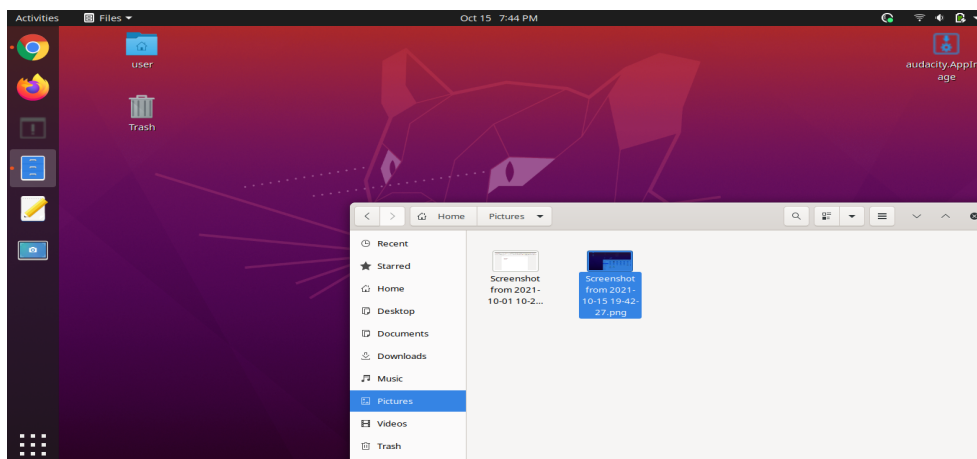 Activities
Files
Oct 15 7:44 PM
user
Trash
audacity.AppIm
age
Home
Pictures
Recent
Starred
Home
Desktop
Documents
Downloads
Music
Pictures
Videos
Trash
Screenshot
from 2021-
10-01 10-2...
Screenshot
from 2021-
10-15 19-42-
27.png